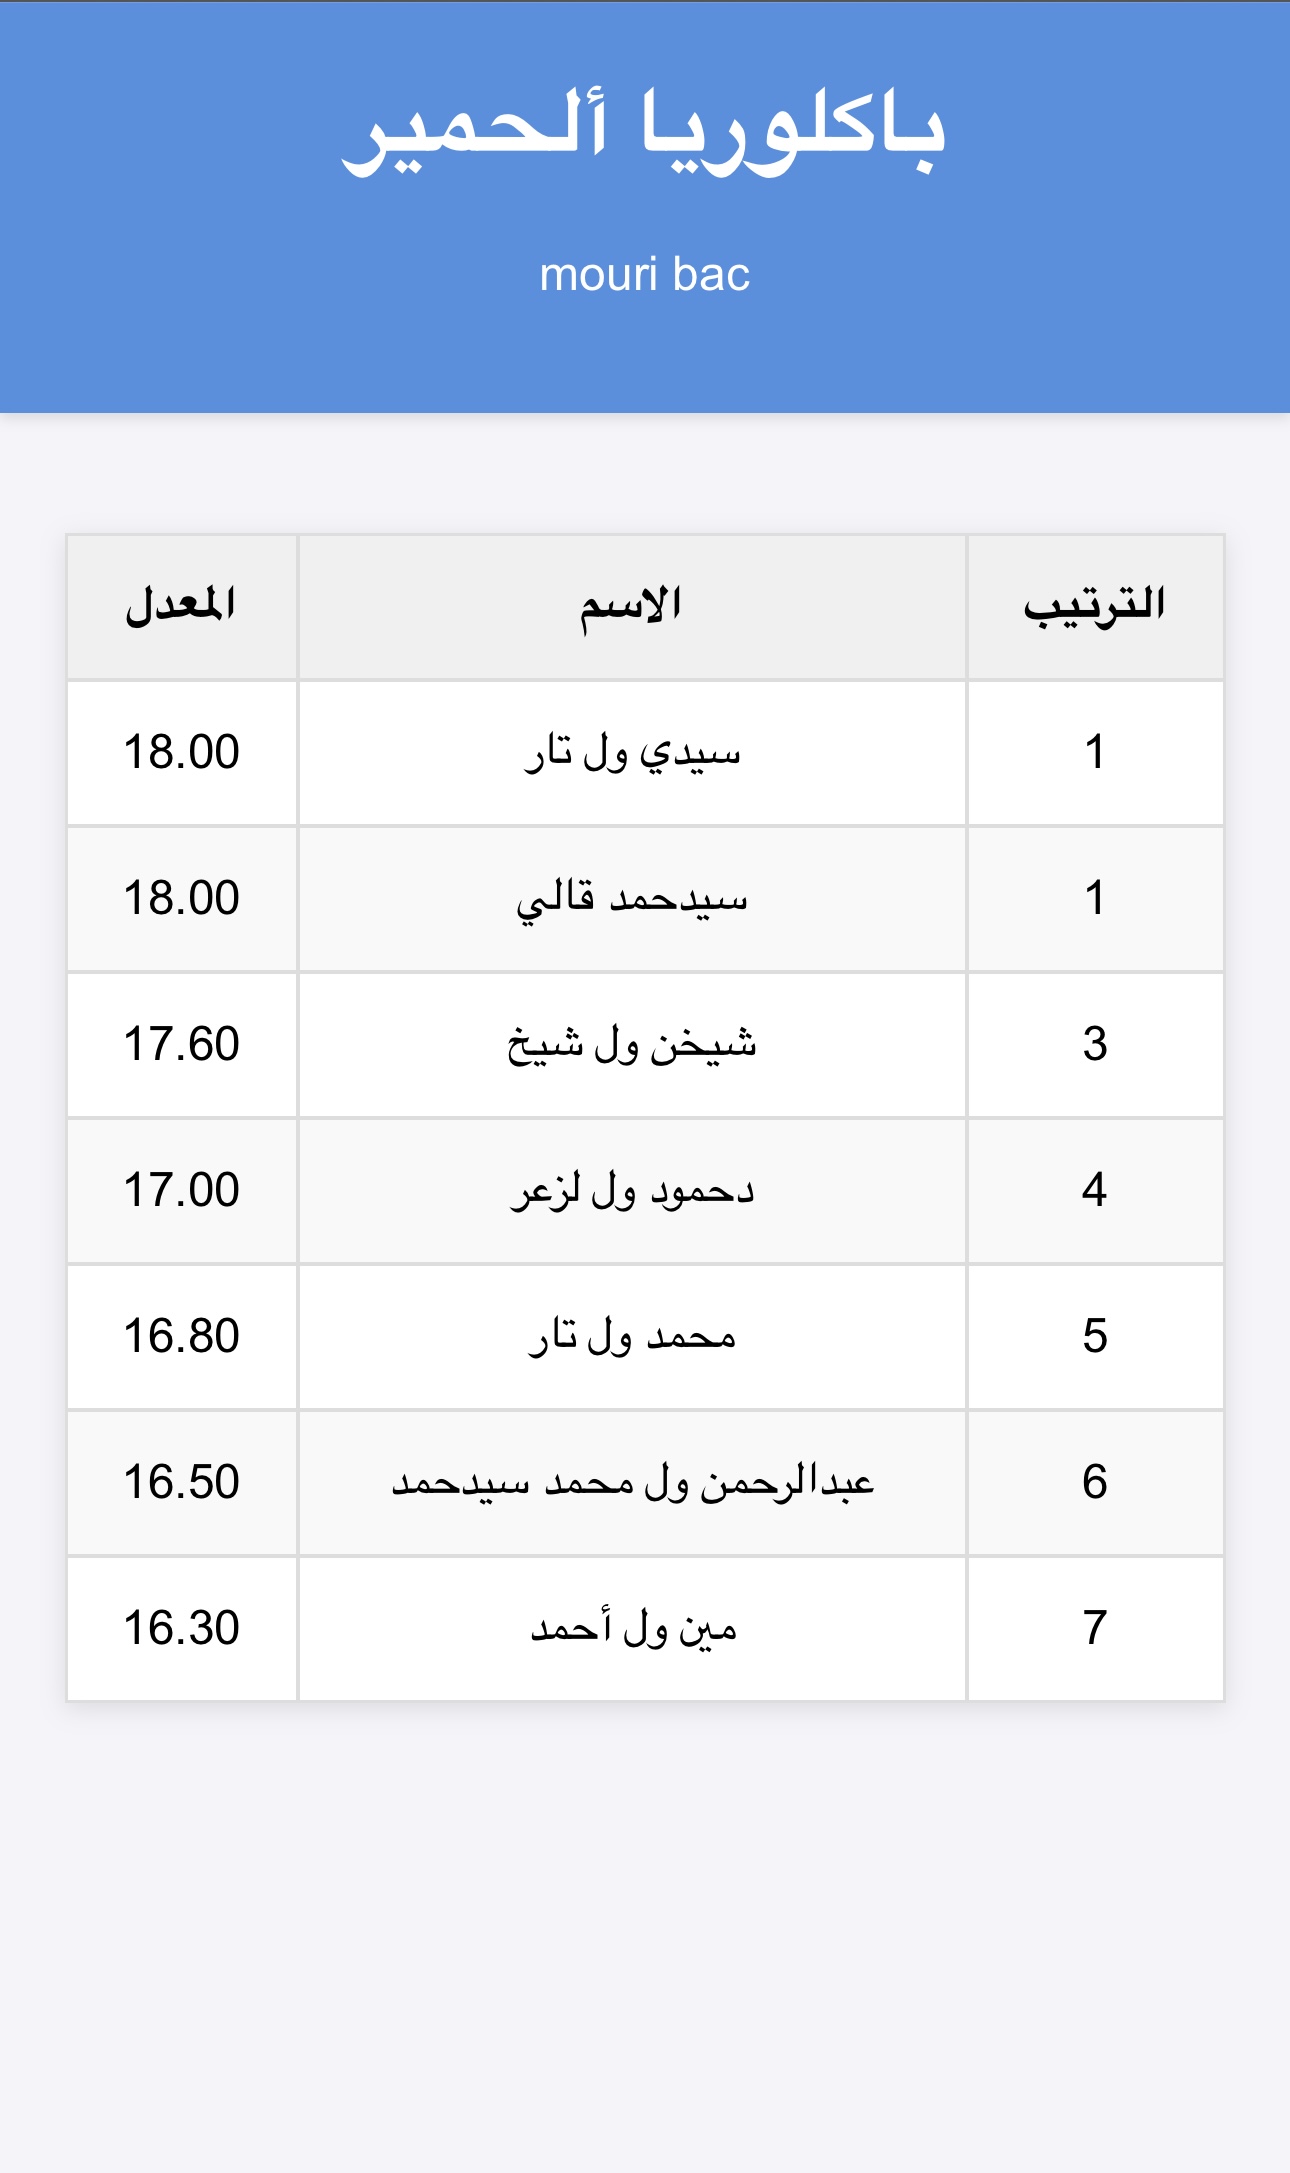 باكلوريا ألحمير
mouri bac
الترتيب الاسم المعدل
1 سيدي ول تار 18.00
1 سيدحمد قالي 18.00
3 شيخن ول شيخ 17.60
4 دحمود ول لزعر 17.00
5 محمد ول تار 16.80
6 عبدالرحمن ول محمد سيدحمد 16.50
7 مين ول أحمد 16.30